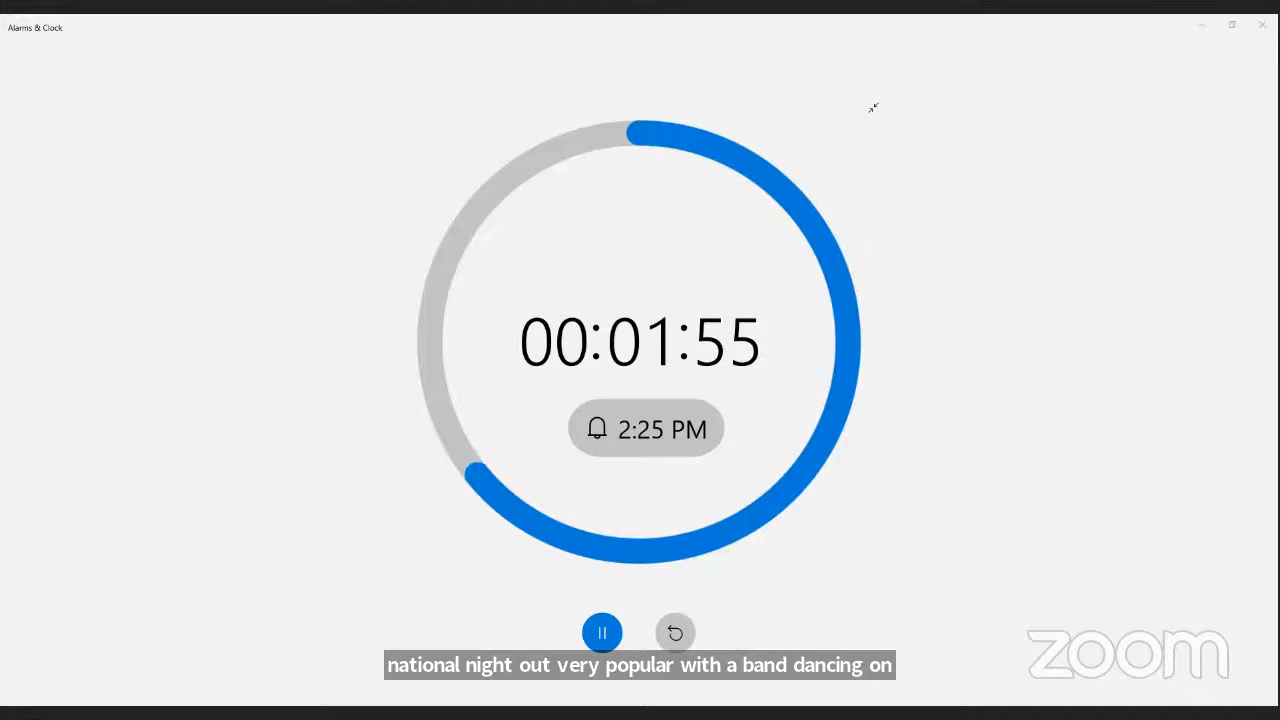 Alarms & Clock
00:01:55
2:25 PM
national night out very popular with a band dancing on
zoom